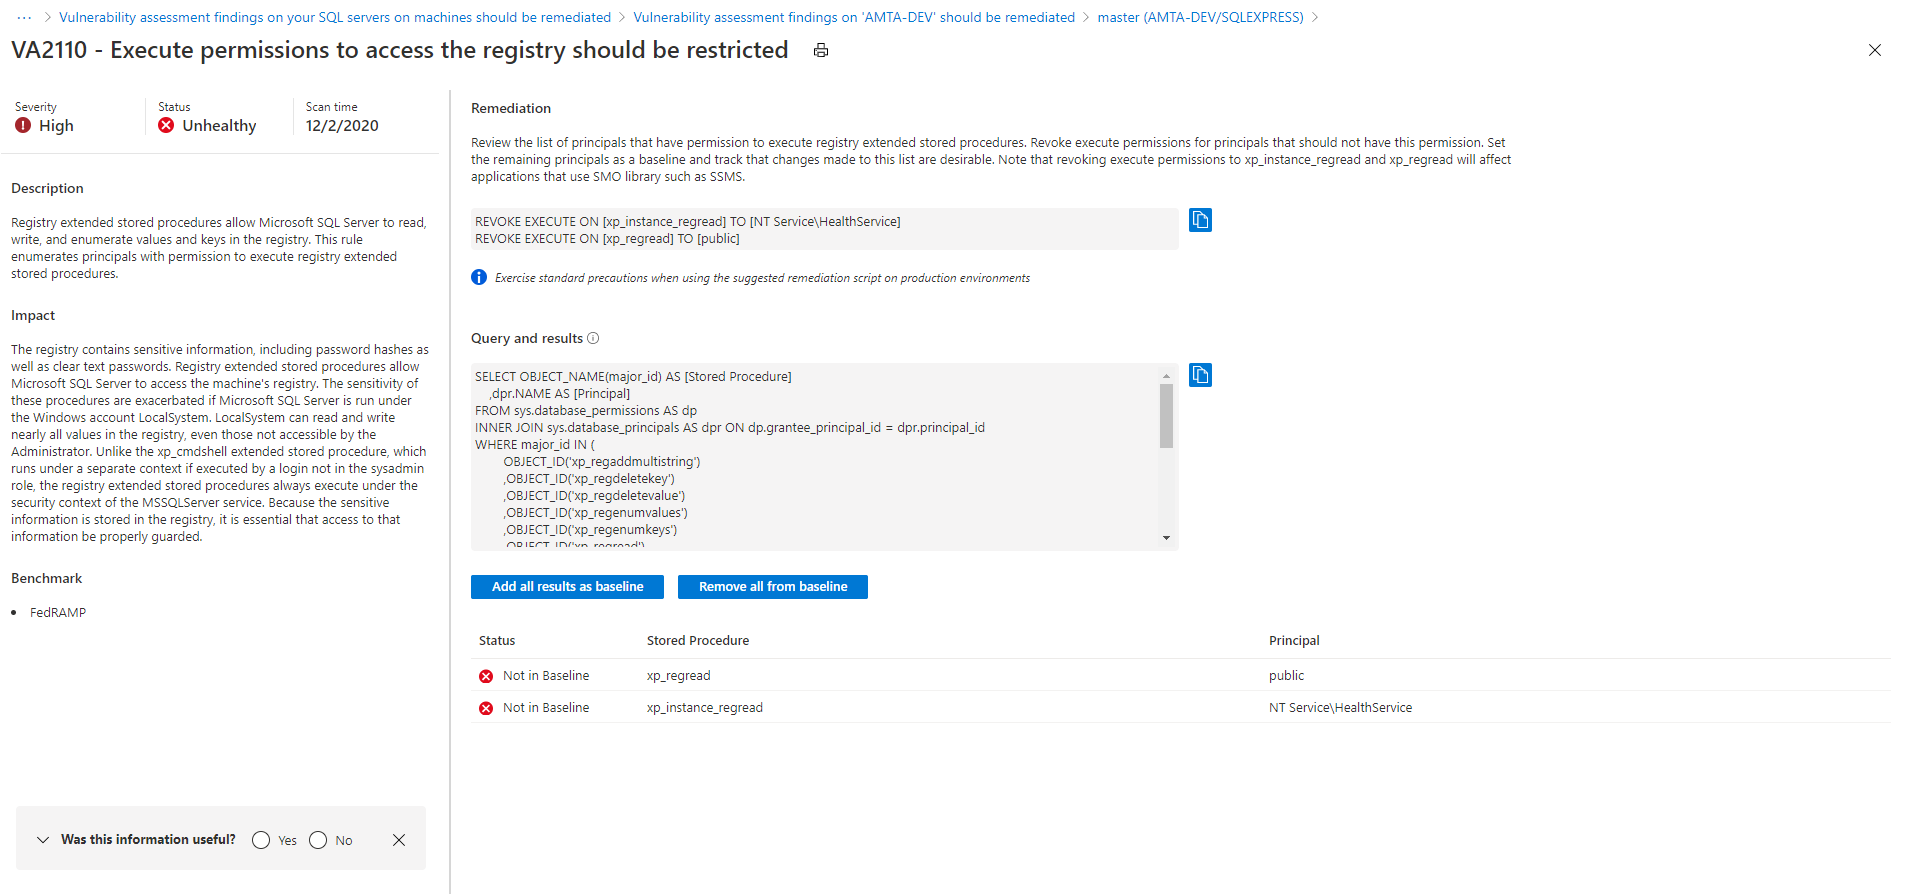 ··· > Vulnerability assessment findings on your SQL servers on machines should be remediated > Vulnerability assessment findings on 'AMTA-DEV' should be remediated > master (AMTA-DEV/SQLEXPRESS) >
VA2110 - Execute permissions to access the registry should be restricted
Severity
High
Status
Unhealthy
Scan time
12/2/2020
Description
Registry extended stored procedures allow Microsoft SQL Server to read,
write, and enumerate values and keys in the registry. This rule
enumerates principals with permission to execute registry extended
stored procedures.
Impact
The registry contains sensitive information, including password hashes as
well as clear text passwords. Registry extended stored procedures allow
Microsoft SQL Server to access the machine's registry. The sensitivity of
these procedures are exacerbated if Microsoft SQL Server is run under
the Windows account LocalSystem. LocalSystem can read and write
nearly all values in the registry, even those not accessible by the
Administrator. Unlike the xp_cmdshell extended stored procedure, which
runs under a separate context if executed by a login not in the sysadmin
role, the registry extended stored procedures always execute under the
security context of the MSSQLServer service. Because the sensitive
information is stored in the registry, it is essential that access to that
information be properly guarded.
Benchmark
• FedRAMP
Was this information useful? Yes No
Remediation
Review the list of principals that have permission to execute registry extended stored procedures. Revoke execute permissions for principals that should not have this permission. Set
the remaining principals as a baseline and track that changes made to this list are desirable. Note that revoking execute permissions to xp_instance_regread and xp_regread will affect
applications that use SMO library such as SSMS.
REVOKE EXECUTE ON [xp_instance_regread] TO [NT Service\HealthService]
REVOKE EXECUTE ON [xp_regread] TO [public]
Exercise standard precautions when using the suggested remediation script on production environments
Query and results
SELECT OBJECT_NAME(major_id) AS [Stored Procedure]
,dpr.NAME AS [Principal]
FROM sys.database_permissions AS dp
INNER JOIN sys.database_principals AS dpr ON dp.grantee_principal_id = dpr.principal_id
WHERE major_id IN (
OBJECT_ID('xp_regaddmultistring')
,OBJECT_ID('xp_regdeletekey')
,OBJECT_ID('xp_regdeletevalue')
,OBJECT_ID('xp_regenumvalues')
,OBJECT_ID('xp_regenumkeys')
,OBJECT_ID('xp_regread')
Add all results as baseline
Remove all from baseline
Status Stored Procedure Principal
Not in Baseline xp_regread public
Not in Baseline xp_instance_regread NT Service\HealthService